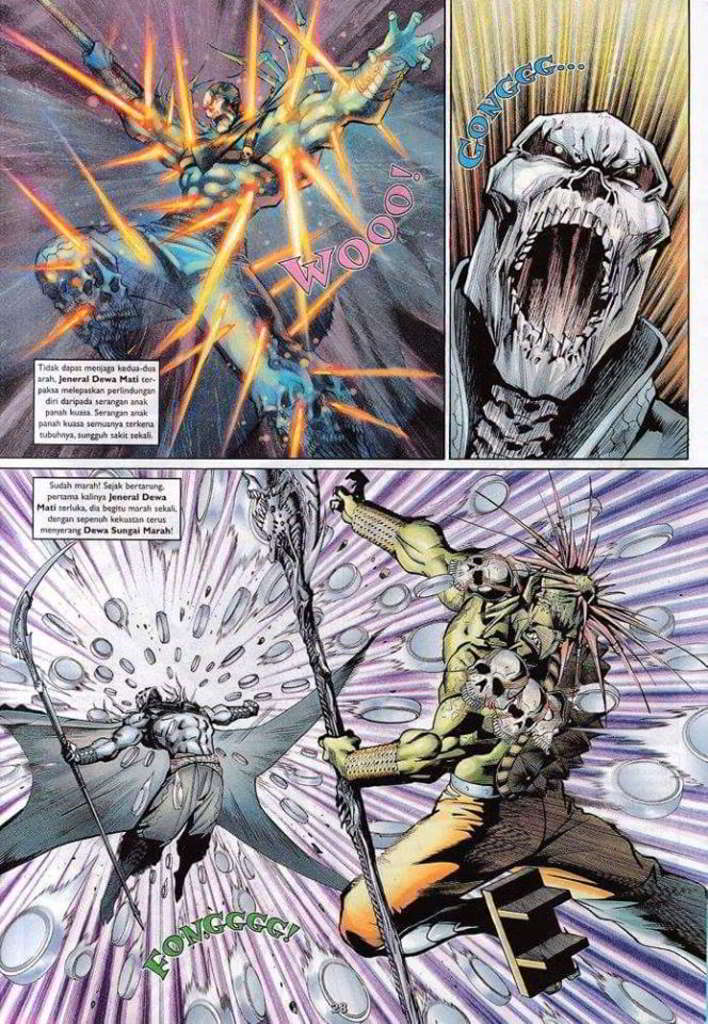 WOOO!
GONGGG...
Tidak dapat menjaga kedua-dua
arah, Jeneral Dewa Mati ter-
paksa melepaskan perlindungan
diri daripada serangan anak
panah kuasa. Serangan anak
panah kuasa semuanya terkena
tubuhnya, sungguh sakit sekali.
Sudah marah! Sejak bertarung,
pertama kalinya Jeneral Dewa
Mati terluka, dia begitu marah sekali,
dengan sepenuh kekuatan terus
menyerang Dewa Sungai Marah!
FONGGGG!
28